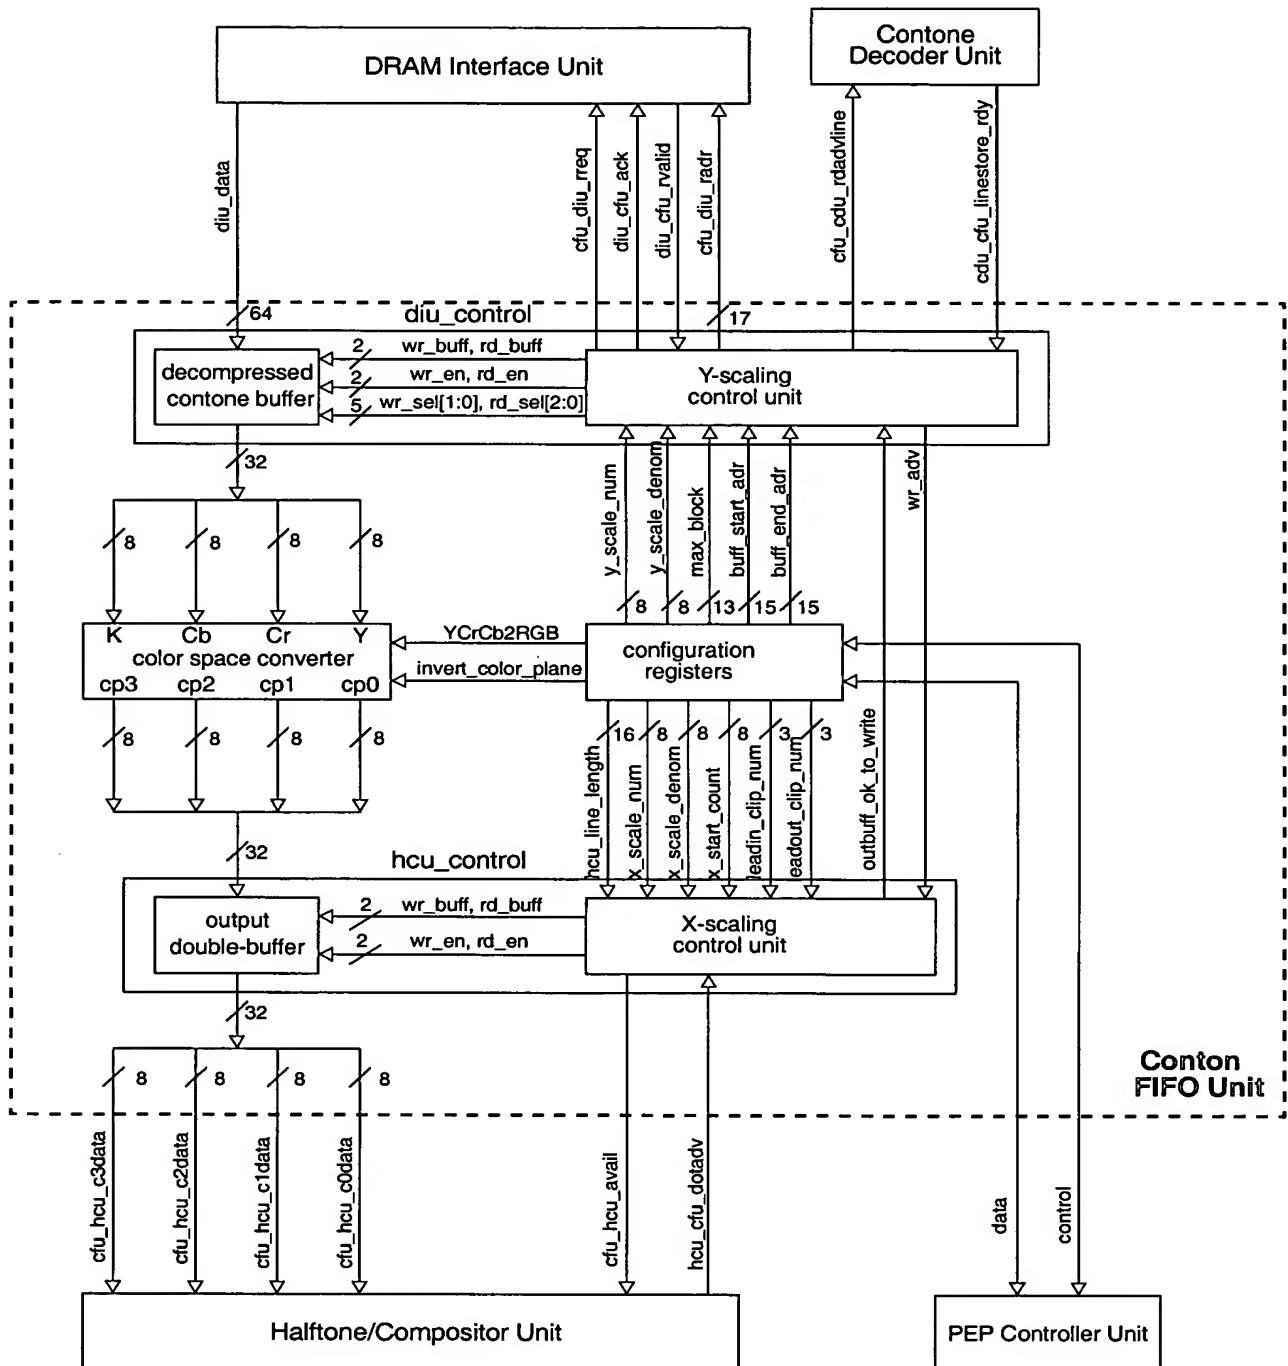 DRAM Interface Unit
Contone
Decoder Unit
diu_data
cfu_diu_rreq
diu_cfu_ack
diu_cfu_rvalid
cfu_diu_radr
cfu_cdu_rdadvline
cdu_cfu_linestore_rdy
64
diu_control
17
decompressed
contone buffer
2
wr_buff, rd_buff
2
wr_en, rd_en
5
wr_sel[1:0], rd_sel[2:0]
Y-scaling
control unit
32
8
8
8
8
y_scale_num
y_scale_denom
max_block
buff_start_adr
buff_end_adr
wr_adv
8
8
13
15
15
K
Cb
Cr
Y
color space converter
cp3
cp2
cp1
cp0
YCrCb2RGB
invert_color_plane
configuration
registers
8
8
8
8
16
8
8
8
3
3
hcu_line_length
x_scale_num
x_scale_denom
x_start_count
leadin_clip_num
leadout_clip_num
outbuff_ok_to_write
32
hcu_control
output
double-buffer
2
wr_buff, rd_buff
2
wr_en, rd_en
X-scaling
control unit
32
8
8
8
8
Conton
FIFO Unit
cfu_hcu_c3data
cfu_hcu_c2data
cfu_hcu_c1data
cfu_hcu_c0data
cfu_hcu_avail
hcu_cfu_dotadv
data
control
Halftone/Compositor Unit
PEP Controller Unit